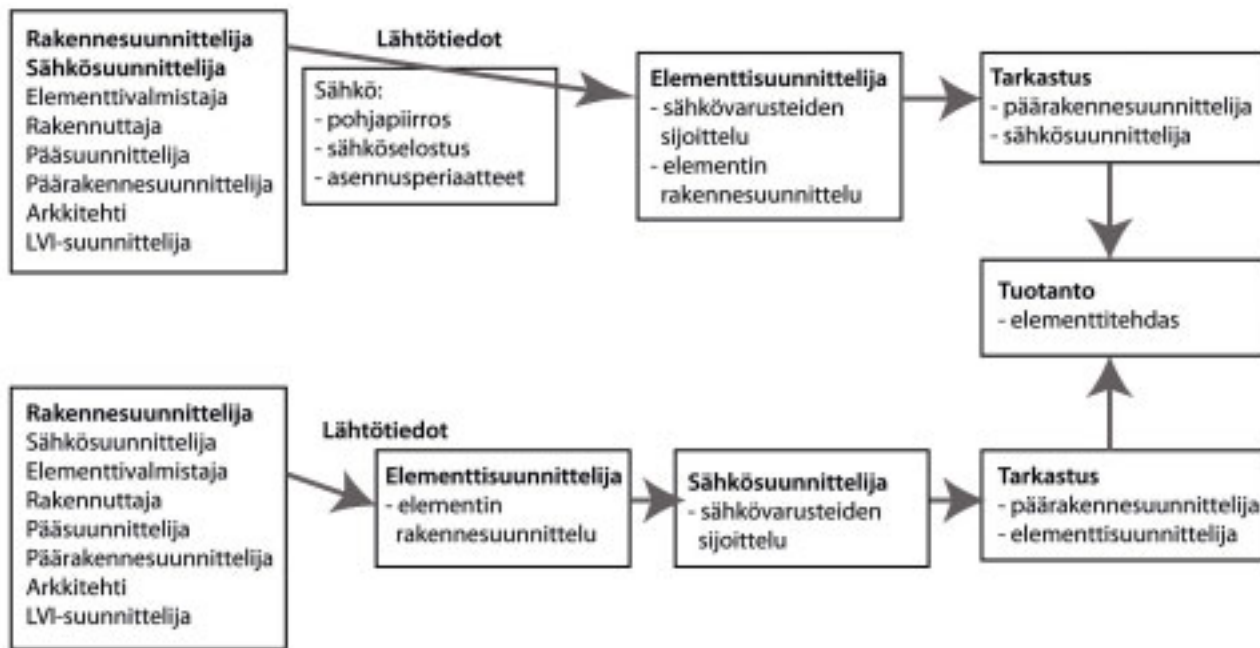 Rakennesuunnittelija
Sähkösuunnittelija
Elementtivalmistaja
Rakennuttaja
Pääsuunnittelija
Päärakennesuunnittelija
Arkkitehti
LVI-suunnittelija
Lähtötiedot
Sähkö:
- pohjapiirros
- sähköselostus
- asennusperiaatteet
Elementtisuunnittelija
- sähkövarusteiden
sijoittelu
- elementin
rakennesuunnittelu
Tarkastus
- päärakennesuunnittelija
- sähkösuunnittelija
Tuotanto
- elementtitehdas
Rakennesuunnittelija
Sähkösuunnittelija
Elementtivalmistaja
Rakennuttaja
Pääsuunnittelija
Päärakennesuunnittelija
Arkkitehti
LVI-suunnittelija
Lähtötiedot
Elementtisuunnittelija
- elementin
rakennesuunnittelu
Sähkösuunnittelija
- sähkövarusteiden
sijoittelu
Tarkastus
- päärakennesuunnittelija
- elementtisuunnittelija